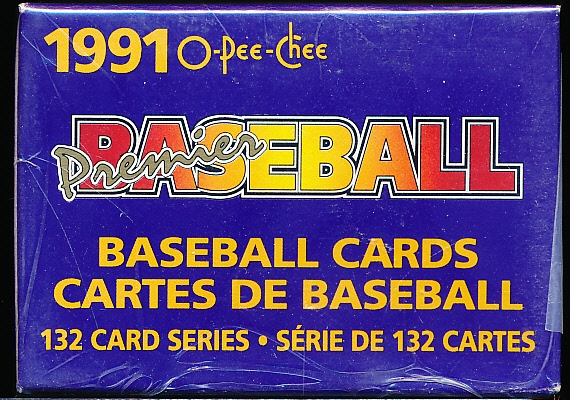 1991 O-Pee-Chee
Premier BASEBALL
BASEBALL CARDS
CARTES DE BASEBALL
132 CARD SERIES • SÉRIE DE 132 CARTES